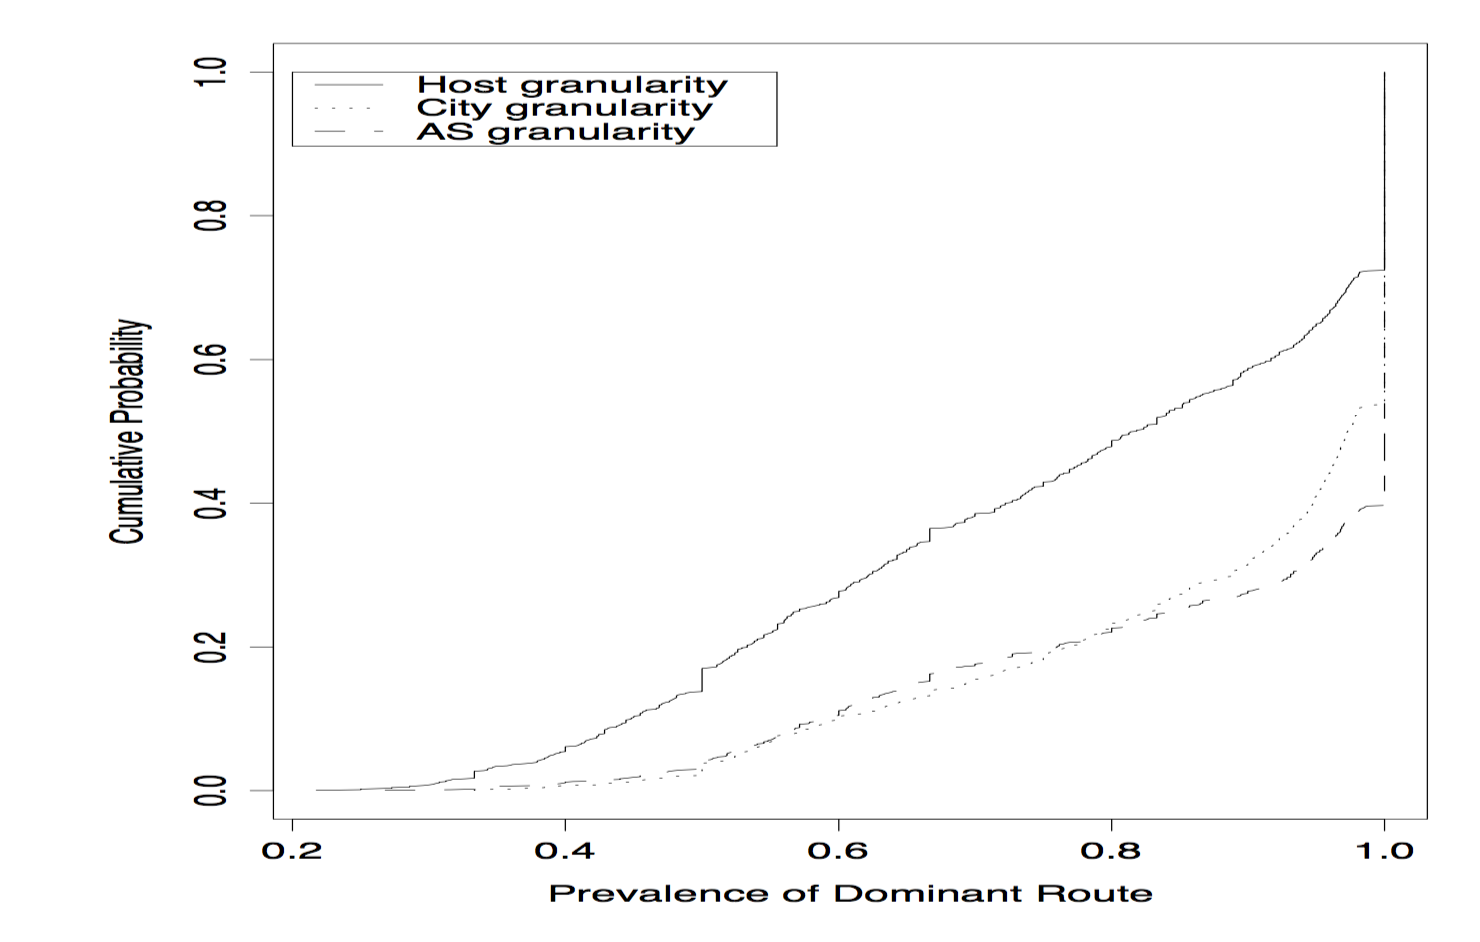 Host granularity
City granularity
AS granularity
Cumulative Probability
1.0
0.8
0.6
0.4
0.2
0.0
0.2 0.4 0.6 0.8 1.0
Prevalence of Dominant Route